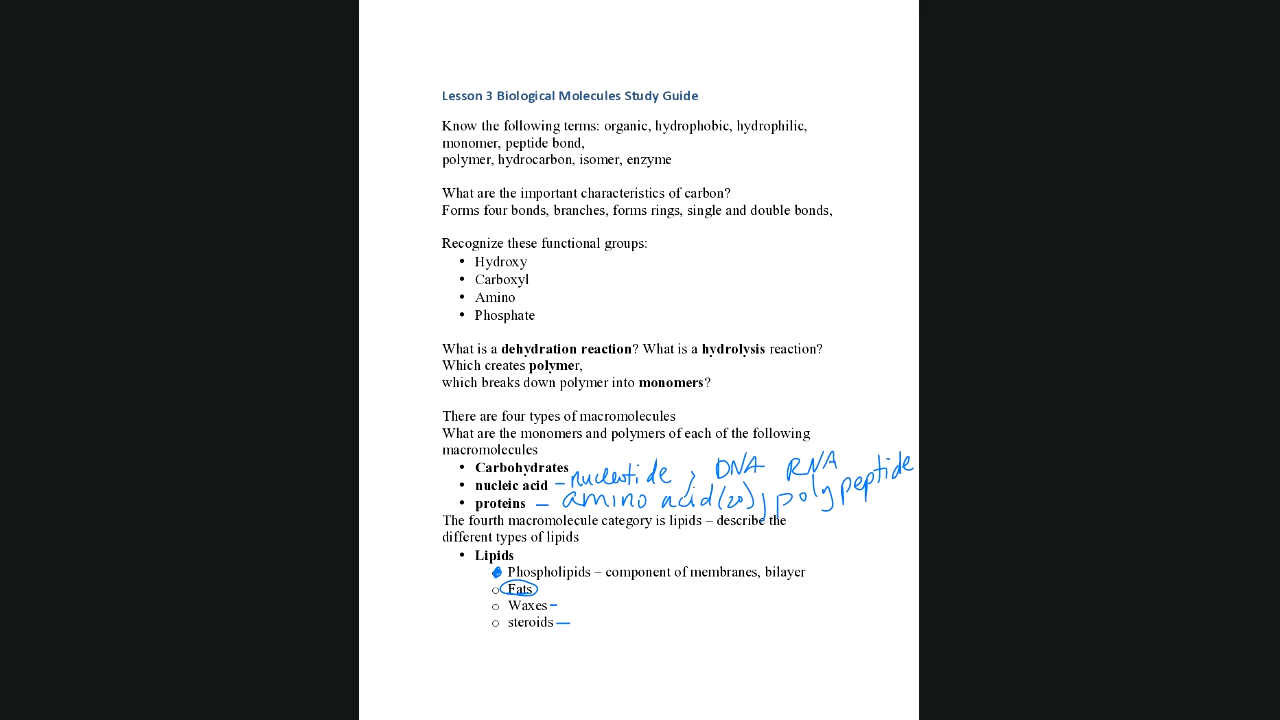 Lesson 3 Biological Molecules Study Guide
Know the following terms: organic, hydrophobic, hydrophilic,
monomer, peptide bond,
polymer, hydrocarbon, isomer, enzyme
What are the important characteristics of carbon?
Forms four bonds, branches, forms rings, single and double bonds,
Recognize these functional groups:
• Hydroxy
• Carboxyl
• Amino
• Phosphate
What is a dehydration reaction? What is a hydrolysis reaction?
Which creates polymer,
which breaks down polymer into monomers?
There are four types of macromolecules
What are the monomers and polymers of each of the following
macromolecules
• Carbohydrates
• nucleic acid – nucleotide ; DNA RNA
• proteins – amino acid (20) ; polypeptide
The fourth macromolecule category is lipids – describe the
different types of lipids
• Lipids
Phospholipids – component of membranes, bilayer
o Fats
o Waxes –
o steroids –